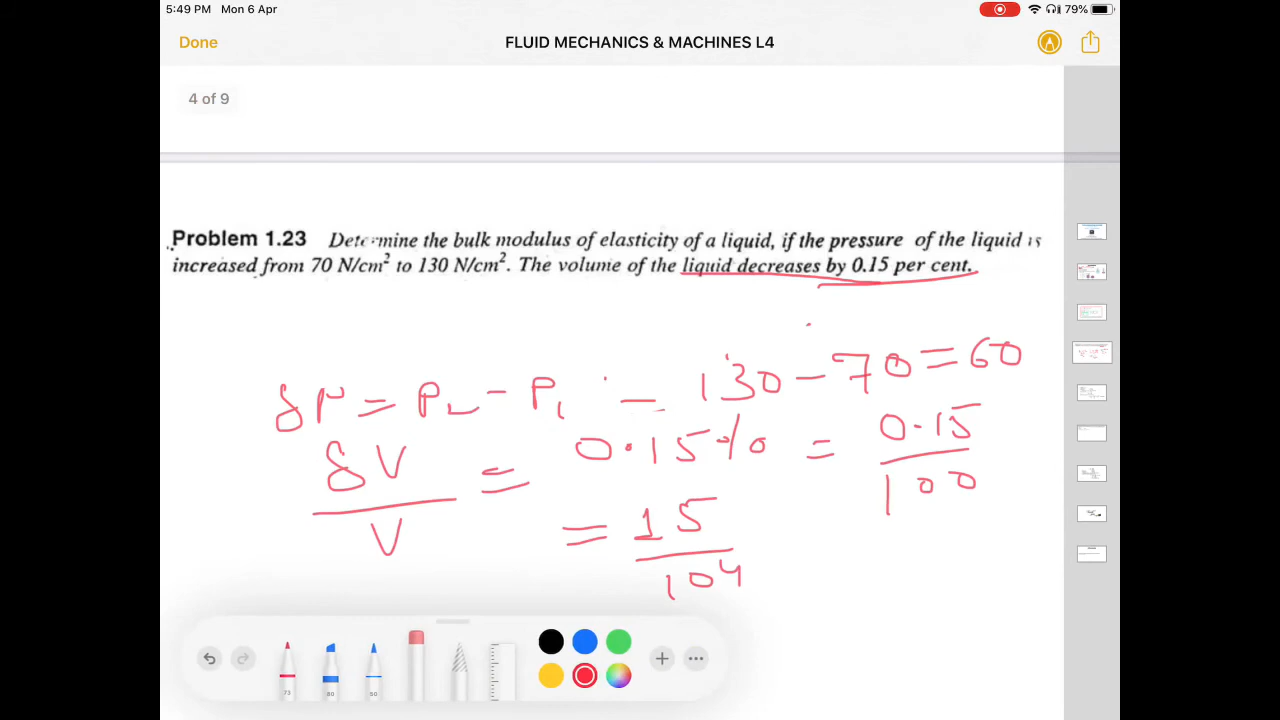 5:49 PM Mon 6 Apr
79%
Done
FLUID MECHANICS & MACHINES L4
4 of 9
Problem 1.23 Determine the bulk modulus of elasticity of a liquid, if the pressure of the liquid is
increased from 70 N/cm² to 130 N/cm². The volume of the liquid decreases by 0.15 per cent.
δP = P₂ - P₁ = 130 - 70 = 60
δV/V = 0.15% = 0.15/100
= 15/10⁴
73
80
50